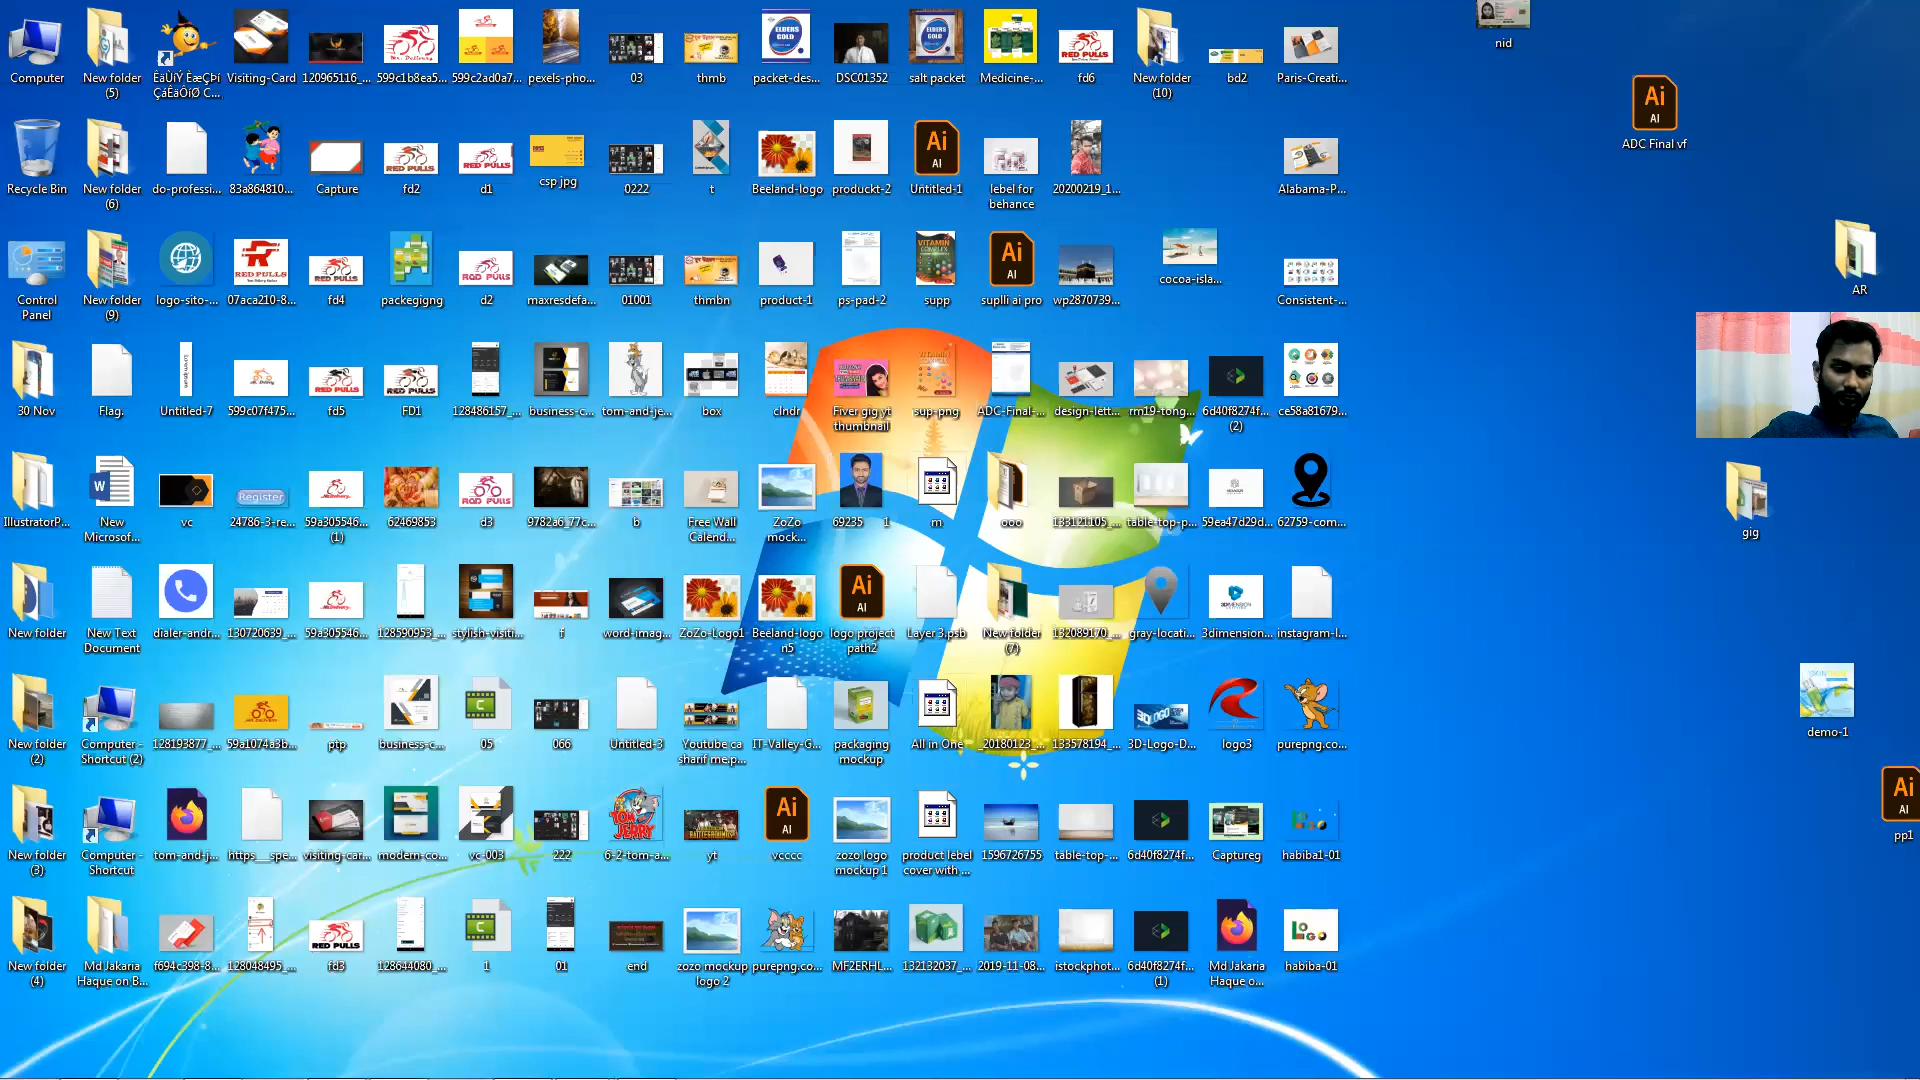 Computer
New folder
(5)
ÉäÙíÝ ÈæÇÞí
ÇáÊäÔíØ C...
Visiting-Card
120965116_...
599c1b8ea5...
599c2ad0a7...
pexels-pho...
03
thmb
packet-des...
DSC01352
salt packet
Medicine-...
fd6
New folder
(10)
bd2
Paris-Creati...
nid
ADC Final vf
Recycle Bin
New folder
(6)
do-professi...
83a864810...
Capture
fd2
d1
csp jpg
0222
t
Beeland-logo
produckt-2
Untitled-1
lebel for
behance
20200219_1...
Alabama-P...
Control
Panel
New folder
(9)
logo-sito-...
07aca210-8...
fd4
packegigng
d2
maxresdefa...
01001
thmbn
product-1
ps-pad-2
supp
suplli ai pro
wp2870739...
cocoa-isla...
Consistent-...
AR
30 Nov
Flag.
Untitled-7
599c07f475...
fd5
FD1
128486157_...
business-c...
tom-and-je...
box
clndr
Fiver gig yt
thumbnail
sup-png
ADC-Final-...
design-lett...
rm19-tong...
6d40f8274f...
(2)
ce58a81679...
IllustratorP...
New
Microsof...
vc
24786-3-re...
59a305546...
(1)
62469853
d3
9782a6_77c...
b
Free Wall
Calend...
ZoZo
mock...
69235 1
m
ooo
133121105_...
table-top-p...
59ea47d29d...
62759-com...
gig
New folder
New Text
Document
dialer-andr...
130720639_...
59a305546...
128590953_...
stylish-visiti...
f
word-imag...
ZoZo-Logo1
Beeland-logo
n5
logo project
path2
Layer 3.psb
New folder
(7)
132089170_...
gray-locati...
3dimension...
instagram-l...
New folder
(2)
Computer -
Shortcut (2)
128193877_...
59a1074a3b...
ptp
business-c...
05
066
Untitled-3
Youtube ca
sharif me.p...
IT-Valley-G...
packaging
mockup
All in One
_20180123_...
133578194_...
3D-Logo-D...
logo3
purepng.co...
demo-1
New folder
(3)
Computer -
Shortcut
tom-and-j...
https__spe...
visiting-car...
modern-co...
vc-003
222
6-2-tom-a...
yt
vcccc
zozo logo
mockup 1
product lebel
cover with ...
1596726755
table-top-...
6d40f8274f...
Captureg
habiba1-01
pp1
New folder
(4)
Md Jakaria
Haque on B...
f694c398-8...
128048495_...
fd3
128644080_...
1
01
end
zozo mockup
logo 2
purepng.co...
MF2ERHL...
132132037_...
2019-11-08...
istockphot...
6d40f8274f...
(1)
Md Jakaria
Haque o...
habiba-01